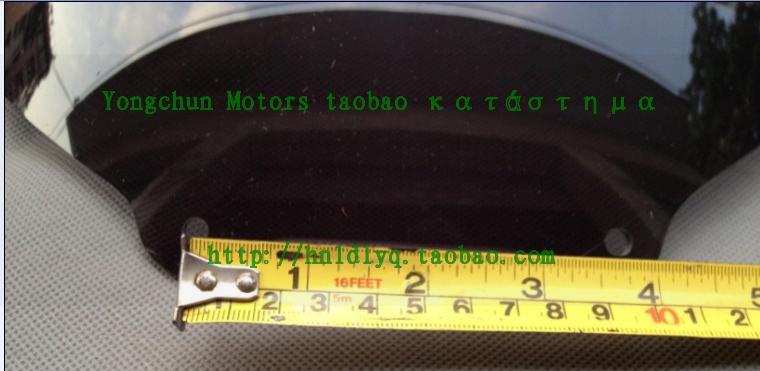 Yongchun Motors taobao κατάστημα
http://hnldlyq.taobao.com
1 2 3 4 5
16FEET
5m
2 3 4 5 6 7 8 9 10 1 2